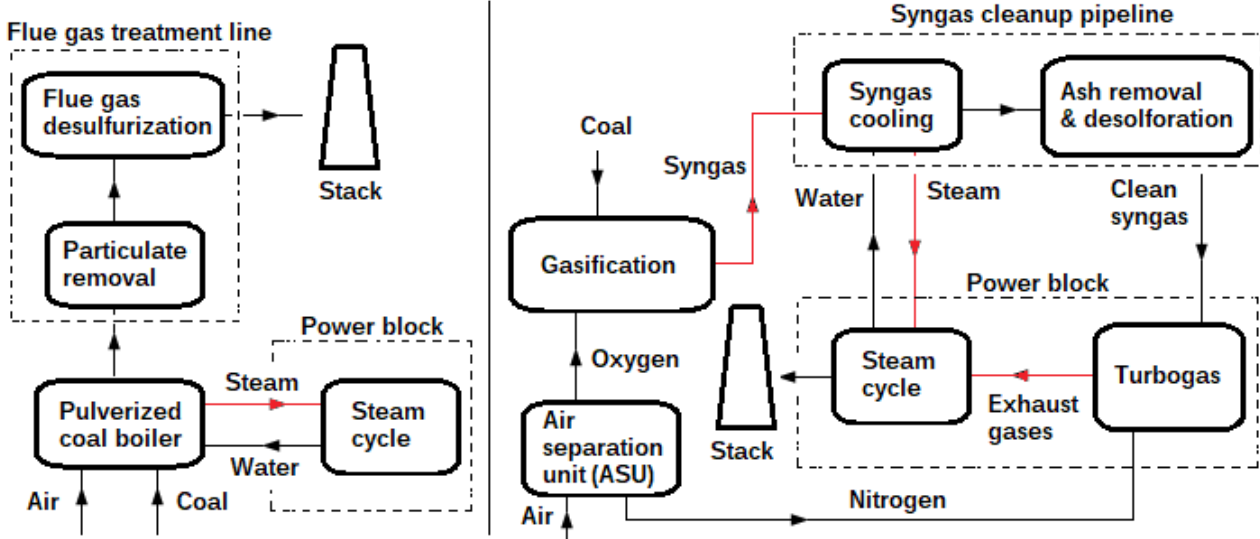 Flue gas treatment line
Flue gas
desulfurization
Stack
Particulate
removal
Power block
Steam
Pulverized
coal boiler
Steam
cycle
Water
Air
Coal
Syngas cleanup pipeline
Syngas
cooling
Ash removal
& desolforation
Coal
Syngas
Water
Steam
Clean
syngas
Gasification
Power block
Oxygen
Steam
cycle
Turbogas
Exhaust
gases
Stack
Air
separation
unit (ASU)
Nitrogen
Air